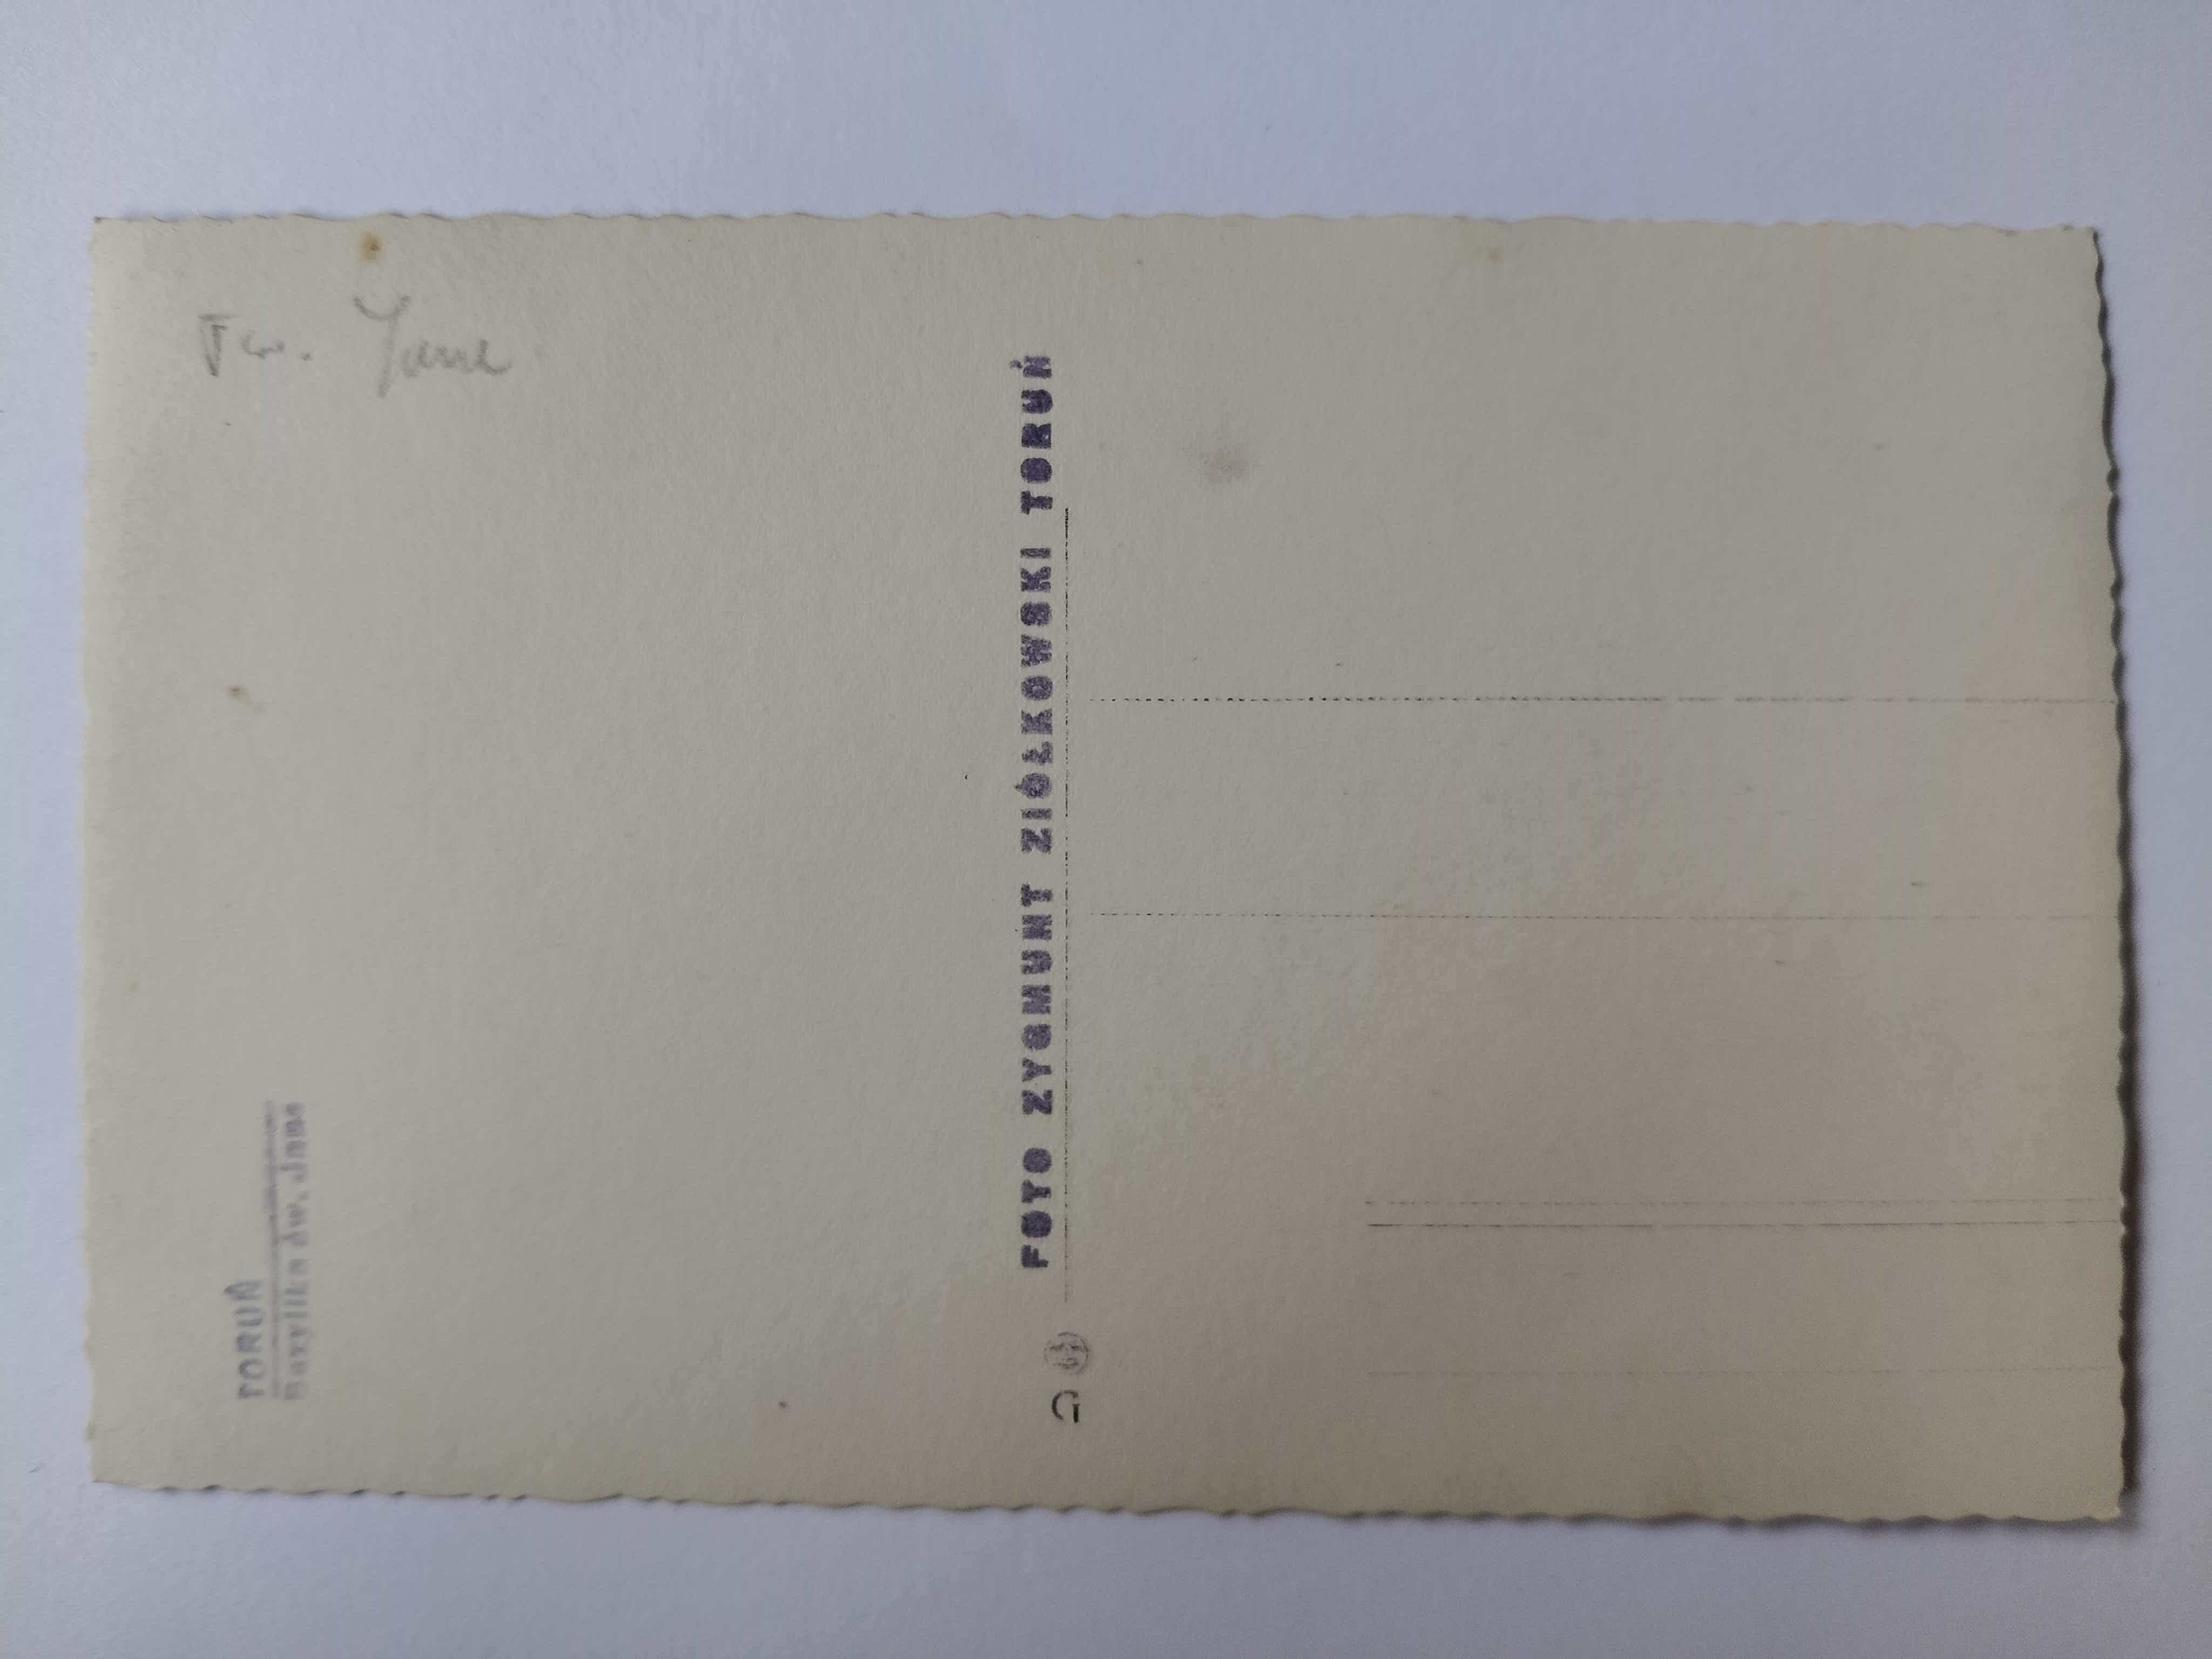 Św. Jana
FOTO ZYGMUNT ZIÓŁKOWSKI TORUŃ
TORUŃ
Bazylika św. Jana
G